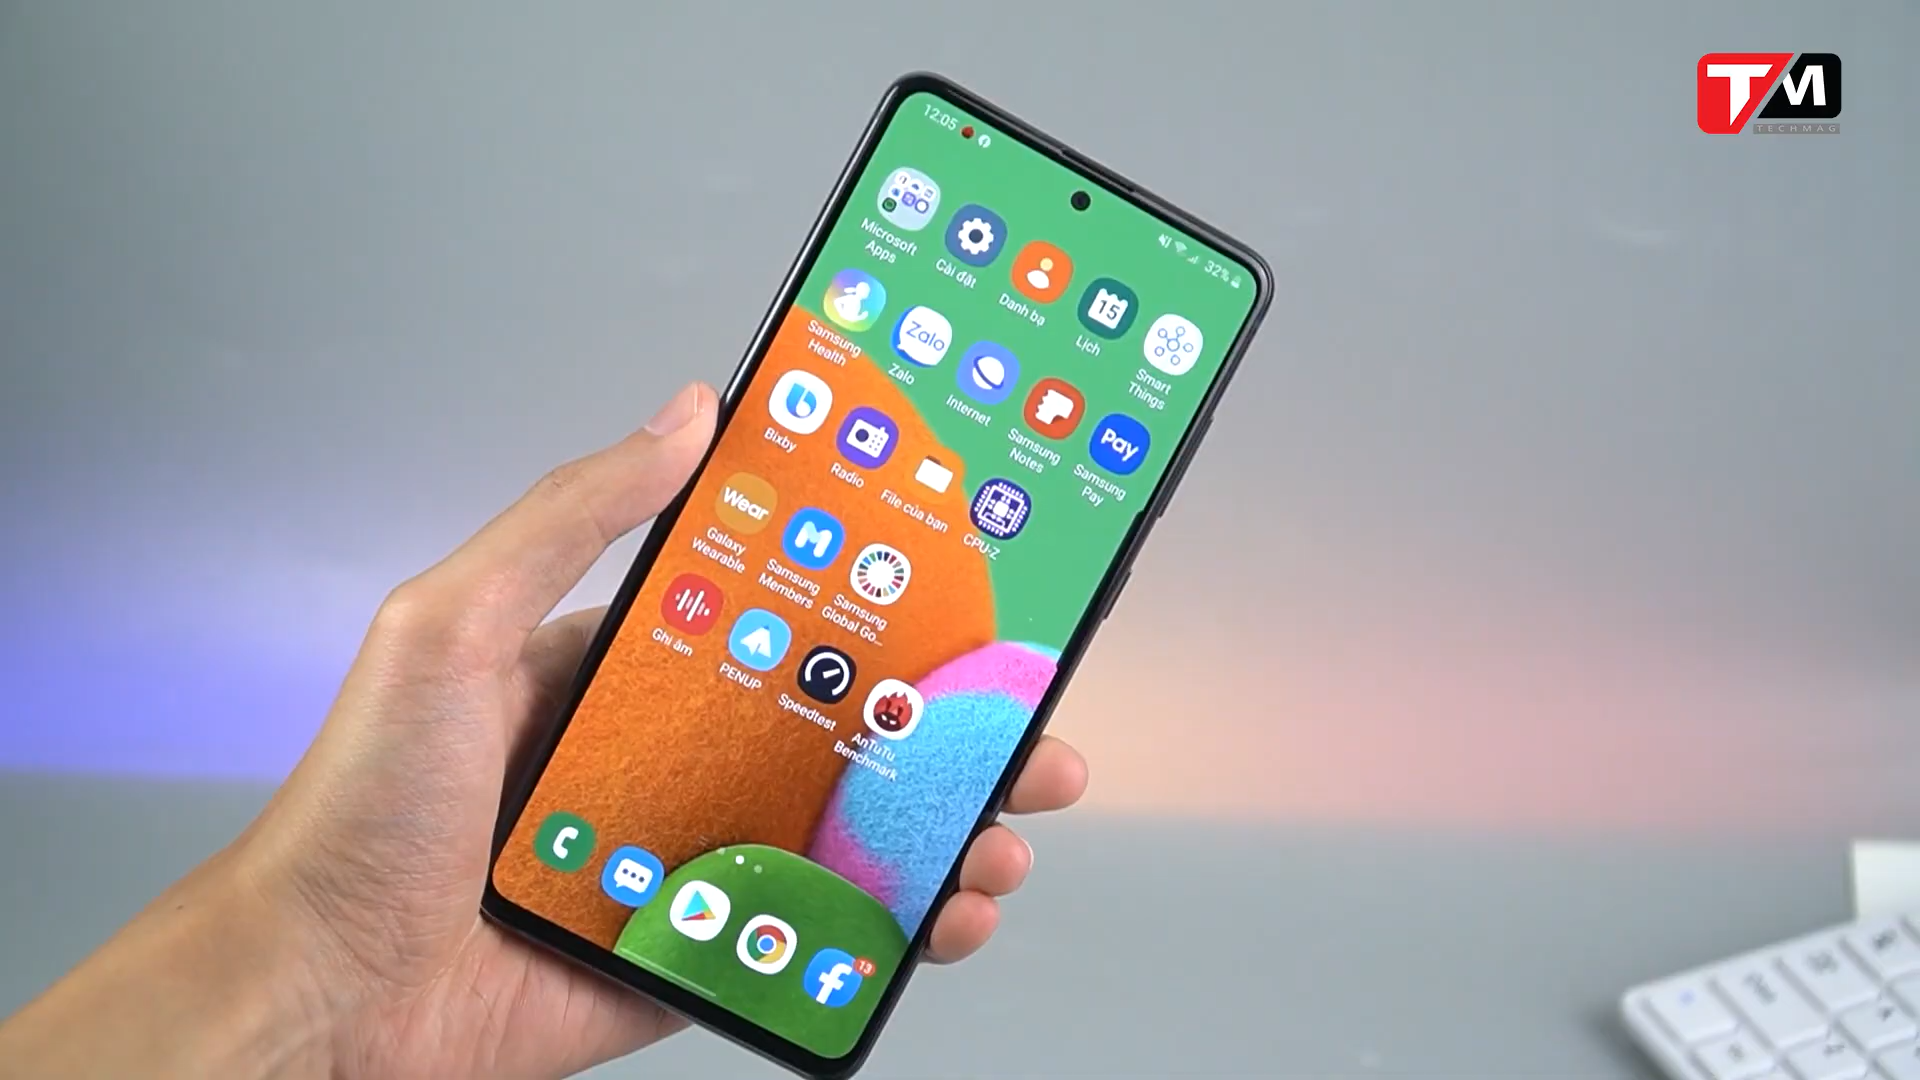 TM
TECHMAG
12:05
32%
Microsoft
Apps
Cài đặt
Danh bạ
15
Lịch
Smart
Things
Samsung
Health
Zalo
Zalo
Internet
Samsung
Notes
Pay
Samsung
Pay
Bixby
Radio
File của bạn
CPU-Z
Wear
Galaxy
Wearable
Samsung
Members
Samsung
Global Go...
Ghi âm
PENUP
Speedtest
AnTuTu
Benchmark
13